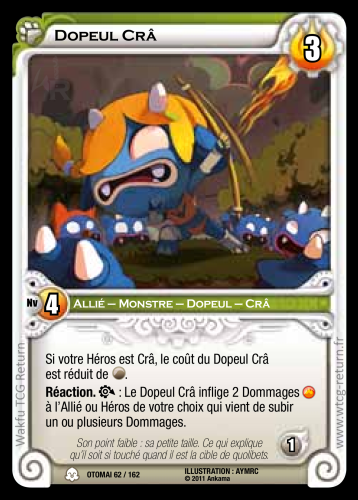 Dopeul Crâ
3
Nv 4
Allié – Monstre – Dopeul – Crâ
Si votre Héros est Crâ, le coût du Dopeul Crâ
est réduit de .
Réaction. : Le Dopeul Crâ inflige 2 Dommages
à l'Allié ou Héros de votre choix qui vient de subir
un ou plusieurs Dommages.
Son point faible : sa petite taille. Ce qui explique
qu'il soit si touché quand il est la cible de quolibets.
1
OTOMAI 62 / 162
ILLUSTRATION : AYMRC
© 2011 Ankama
Wakfu TCG Return
www.wtcg-return.fr